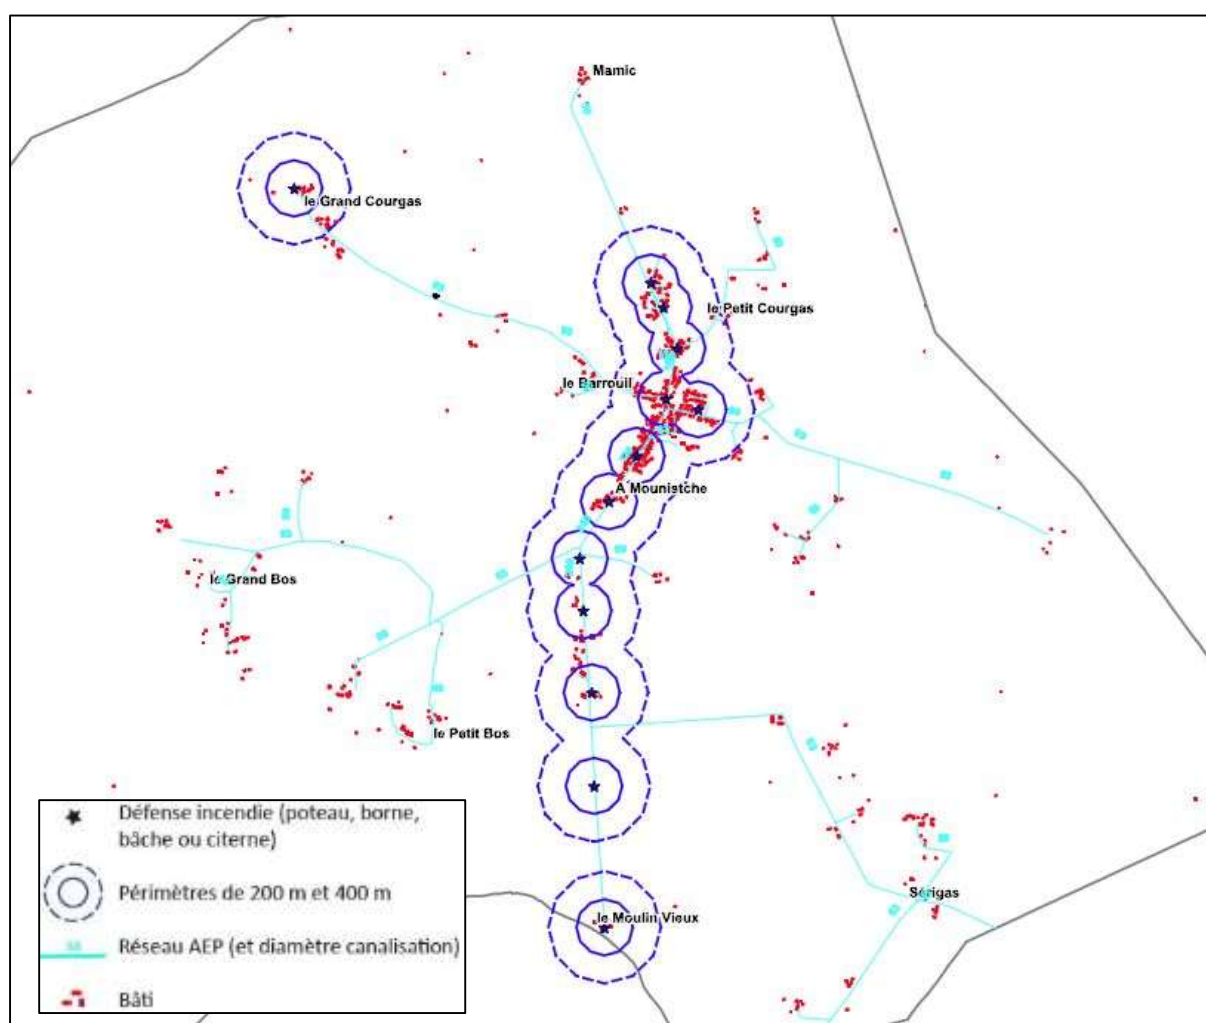 Mamic
le Grand Courgas
le Petit Courgas
le Barrouil
A Mounistche
le Grand Bos
le Petit Bos
Sérigas
le Moulin Vieux
Défense incendie (poteau, borne,
bâche ou citerne)
Périmètres de 200 m et 400 m
Réseau AEP (et diamètre canalisation)
Bâti